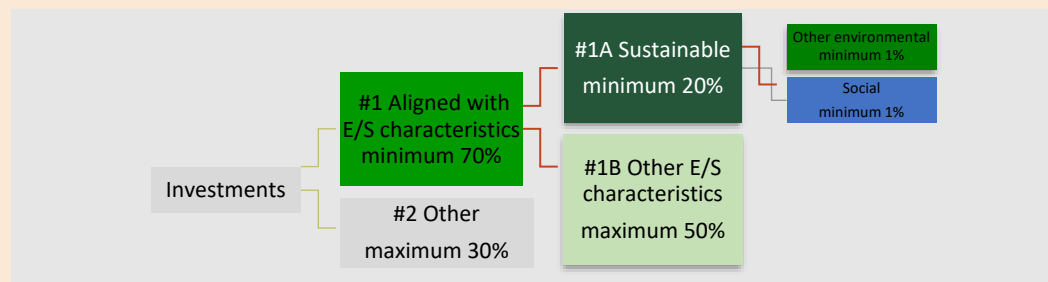 Investments
#1 Aligned with
E/S characteristics
minimum 70%
#2 Other
maximum 30%
#1A Sustainable
minimum 20%
#1B Other E/S
characteristics
maximum 50%
Other environmental
minimum 1%
Social
minimum 1%